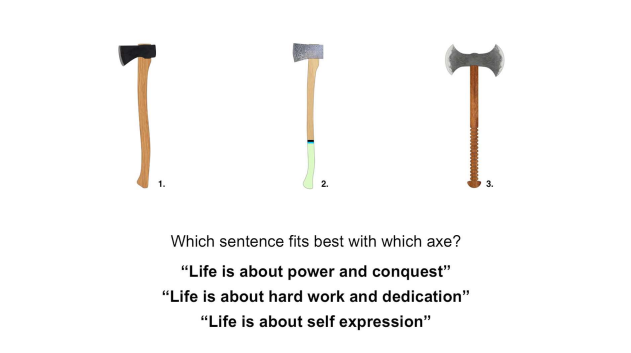 1.
2.
3.
Which sentence fits best with which axe?
“Life is about power and conquest”
“Life is about hard work and dedication”
“Life is about self expression”